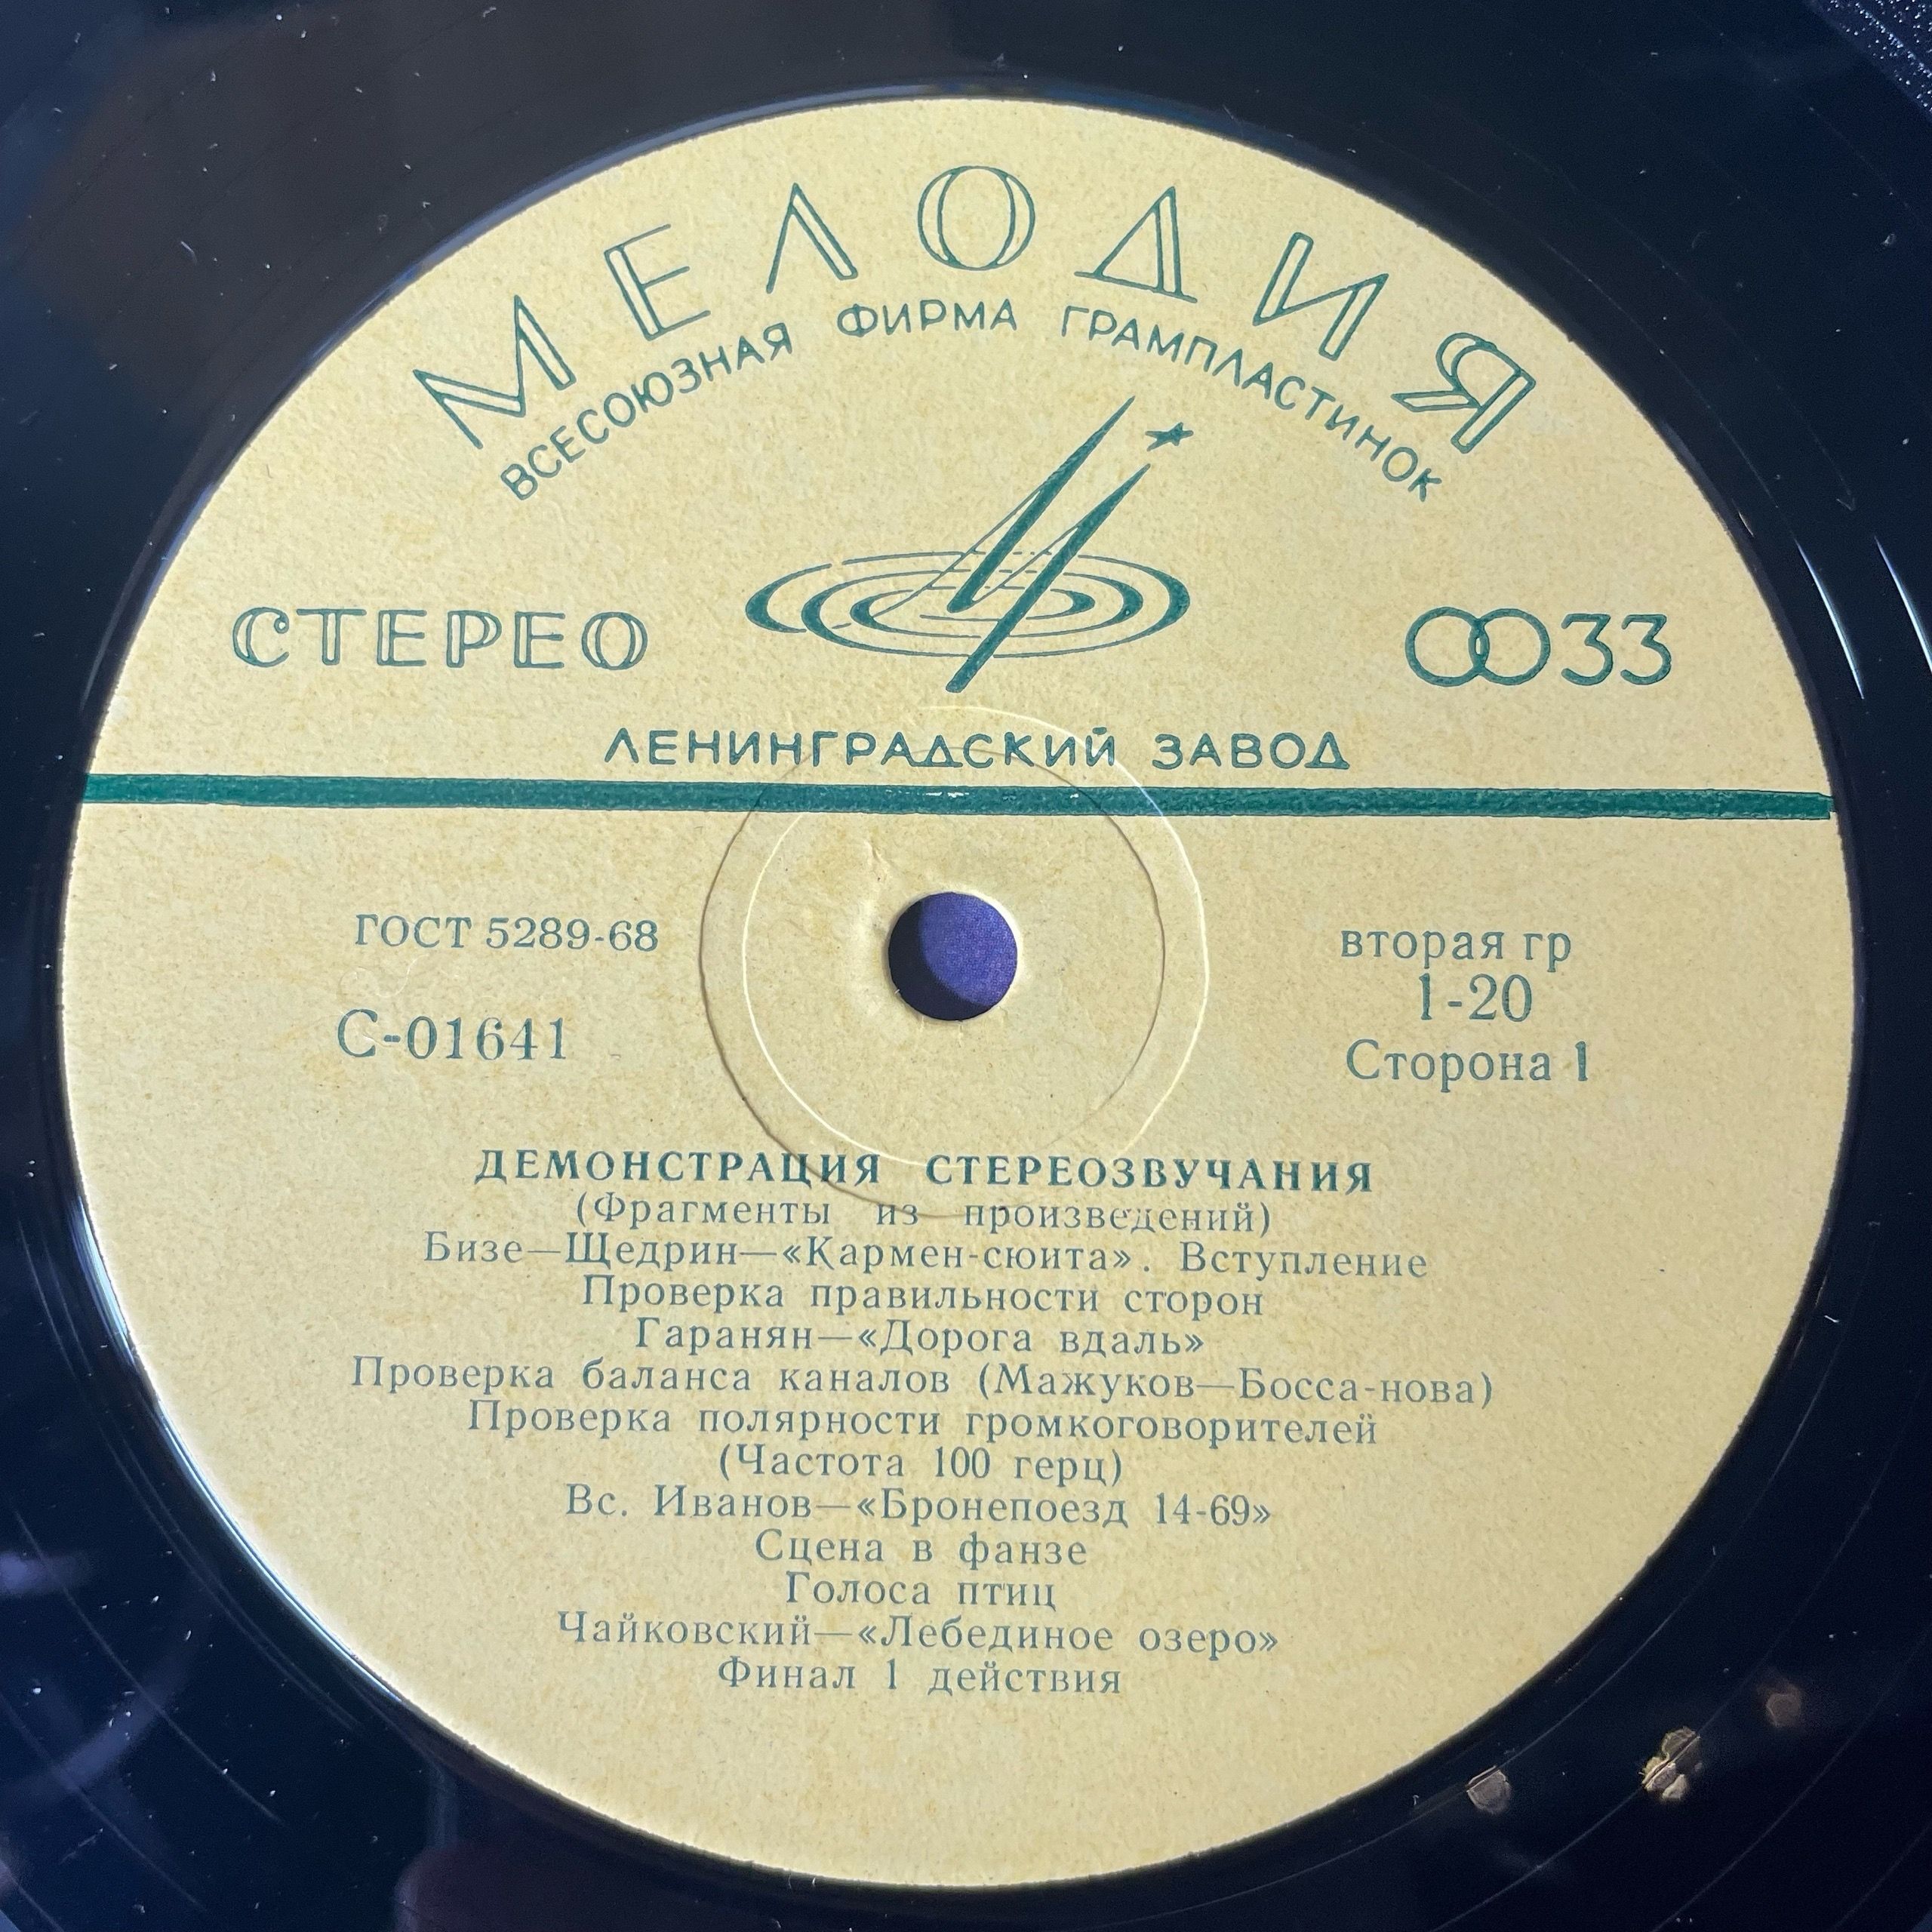 МЕЛОДИЯ
ВСЕСОЮЗНАЯ ФИРМА ГРАМПЛАСТИНОК
СТЕРЕО
33
ЛЕНИНГРАДСКИЙ ЗАВОД
ГОСТ 5289-68
вторая гр
1-20
С-01641
Сторона 1
ДЕМОНСТРАЦИЯ СТЕРЕОЗВУЧАНИЯ
(Фрагменты из произведений)
Бизе—Щедрин—«Кармен-сюита». Вступление
Проверка правильности сторон
Гаранян—«Дорога вдаль»
Проверка баланса каналов (Мажуков—Босса-нова)
Проверка полярности громкоговорителей
(Частота 100 герц)
Вс. Иванов—«Бронепоезд 14-69»
Сцена в фанзе
Голоса птиц
Чайковский—«Лебединое озеро»
Финал 1 действия